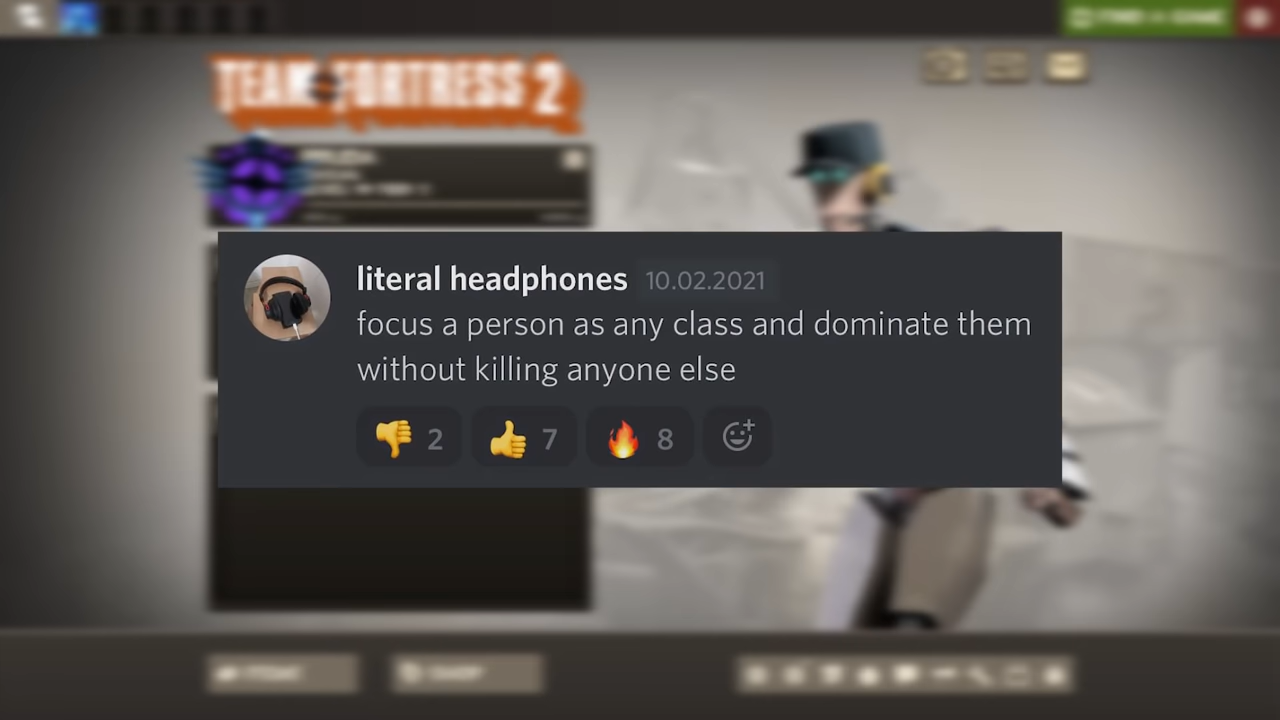 TEAM FORTRESS 2
literal headphones 10.02.2021
focus a person as any class and dominate them
without killing anyone else
2 7 8